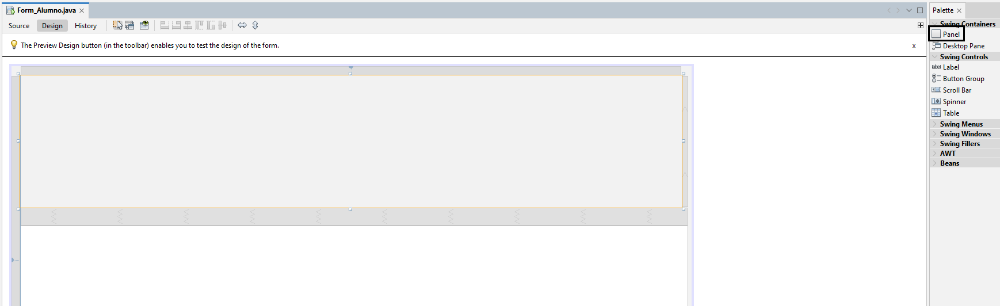 Form_Alumno.java
Palette
Source Design History
Swing Containers
Panel
The Preview Design button (in the toolbar) enables you to test the design of the form.
x
Desktop Pane
Swing Controls
label Label
Button Group
Scroll Bar
Spinner
Table
Swing Menus
Swing Windows
Swing Fillers
AWT
Beans